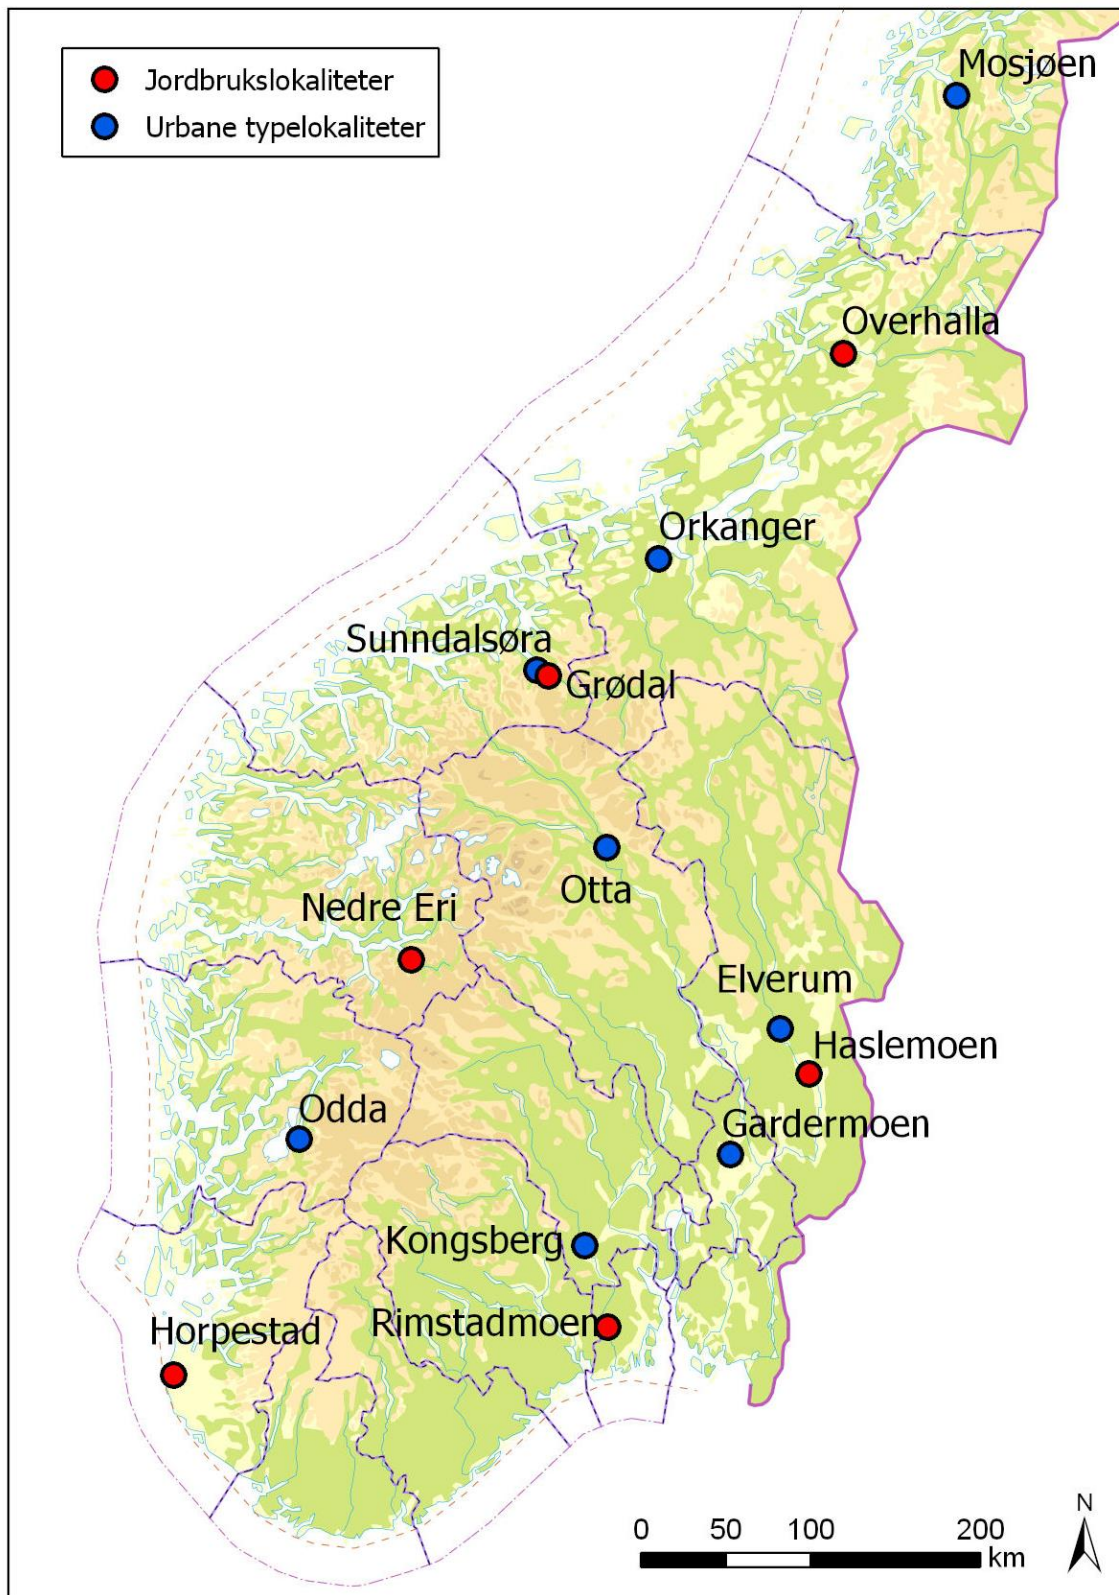 Jordbrukslokaliteter
Urbane typelokaliteter
Mosjøen
Overhalla
Orkanger
Sunndalsøra
Grødal
Otta
Nedre Eri
Elverum
Haslemoen
Odda
Gardermoen
Kongsberg
Rimstadmoen
Horpestad
N
0 50 100 200
km